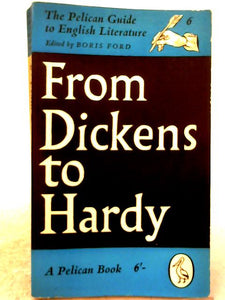 The Pelican Guide
to English Literature
Edited by BORIS FORD
6
From
Dickens
to
Hardy
A Pelican Book 6'-